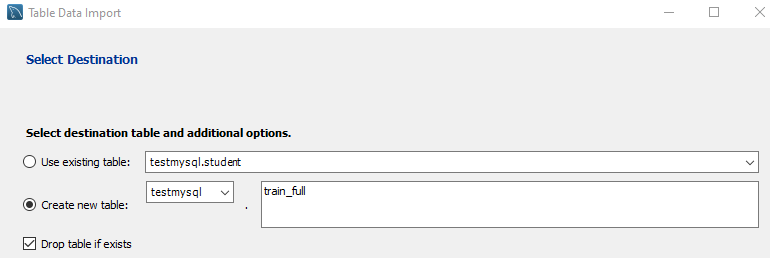 Table Data Import
Select Destination
Select destination table and additional options.
Use existing table: testmysql.student
Create new table: testmysql . train_full
Drop table if exists